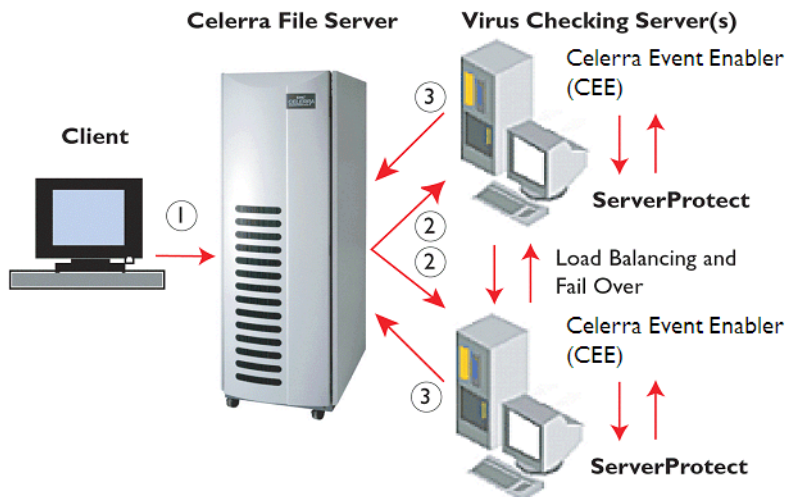 Celerra File Server
Virus Checking Server(s)
Celerra Event Enabler
(CEE)
3
CELERRA
Client
1
ServerProtect
2
2
Load Balancing and
Fail Over
Celerra Event Enabler
(CEE)
3
ServerProtect